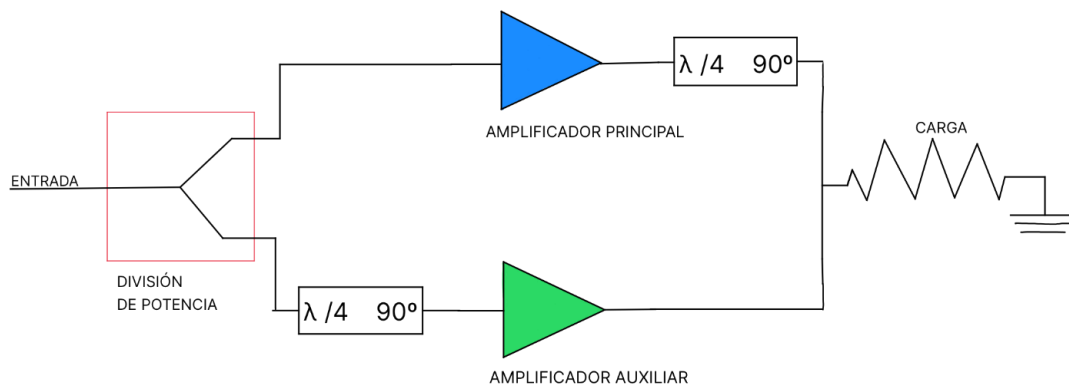 λ /4 90º
AMPLIFICADOR PRINCIPAL
CARGA
ENTRADA
DIVISIÓN
DE POTENCIA
λ /4 90º
AMPLIFICADOR AUXILIAR